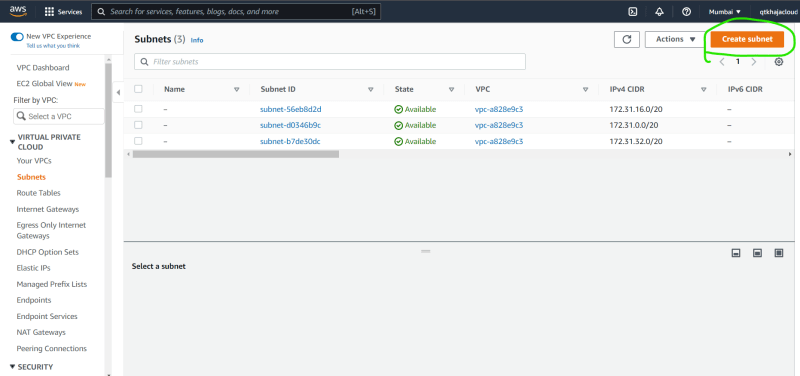 aws Services Search for services, features, blogs, docs, and more [Alt+S] Mumbai qtkhajacloud
New VPC Experience
Tell us what you think
VPC Dashboard
EC2 Global View New
Filter by VPC:
Select a VPC
VIRTUAL PRIVATE CLOUD
Your VPCs
Subnets
Route Tables
Internet Gateways
Egress Only Internet Gateways
DHCP Option Sets
Elastic IPs
Managed Prefix Lists
Endpoints
Endpoint Services
NAT Gateways
Peering Connections
SECURITY
Subnets (3) Info Actions Create subnet
Filter subnets 1
Name Subnet ID State VPC IPv4 CIDR IPv6 CIDR
– subnet-56eb8d2d Available vpc-a828e9c3 172.31.16.0/20 –
– subnet-d0346b9c Available vpc-a828e9c3 172.31.0.0/20 –
– subnet-b7de30dc Available vpc-a828e9c3 172.31.32.0/20 –
Select a subnet